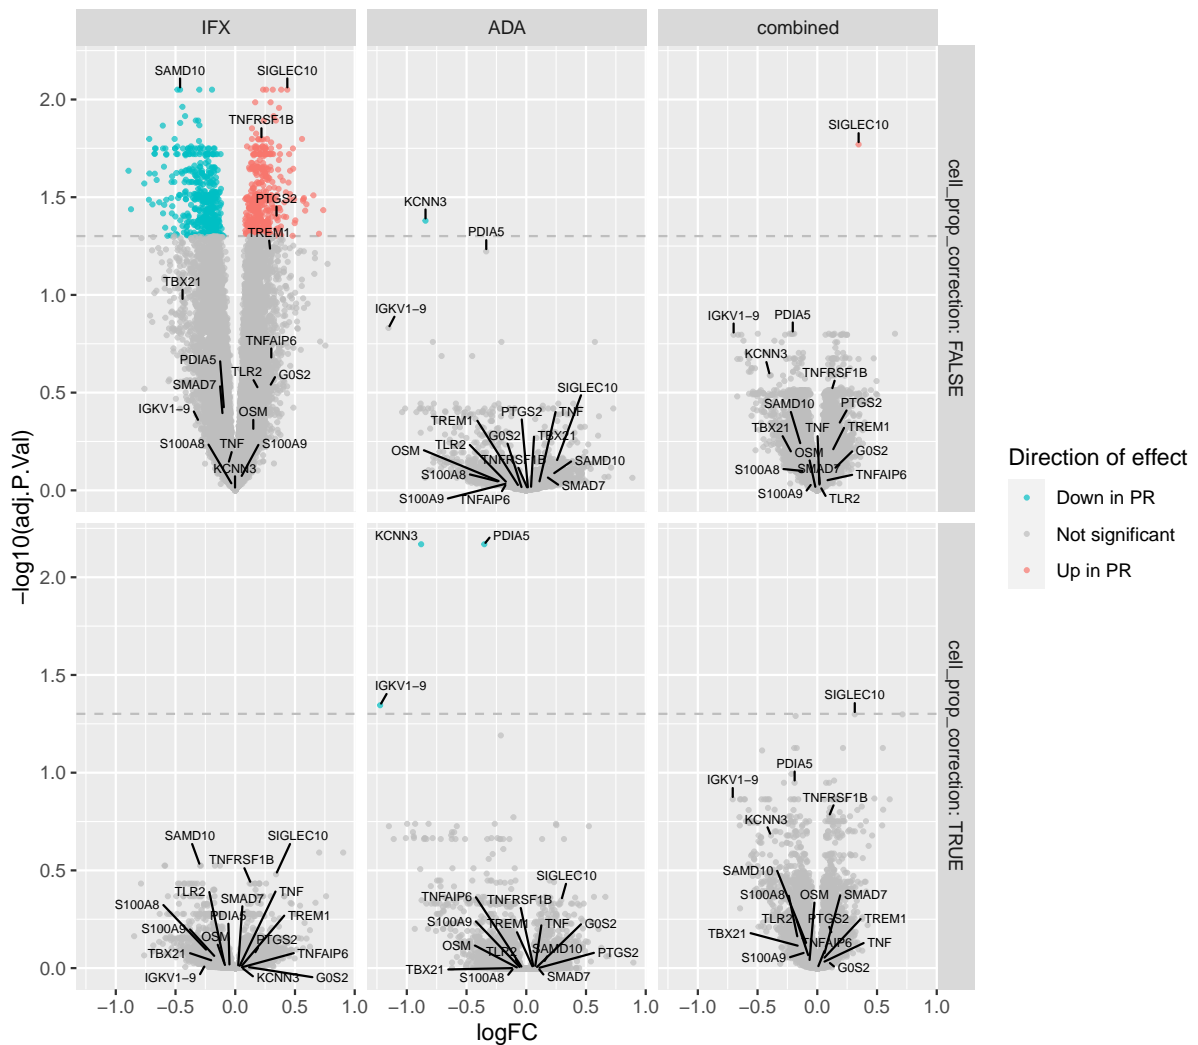 IFX
ADA
combined
SAMD10
SIGLEC10
TNFRSF1B
PTGS2
TREM1
TBX21
TNFAIP6
PDIA5
TLR2
G0S2
SMAD7
IGKV1−9
OSM
S100A8
TNF
S100A9
KCNN3
KCNN3
PDIA5
IGKV1−9
SIGLEC10
TREM1
PTGS2
TNF
OSM
TLR2
G0S2
TBX21
TNFRSF1B
SAMD10
S100A8
SMAD7
S100A9
TNFAIP6
SIGLEC10
IGKV1−9
PDIA5
KCNN3
TNFRSF1B
SAMD10
PTGS2
TBX21
TNF
TREM1
OSM
G0S2
S100A8
SMAD7
TNFAIP6
S100A9
TLR2
cell_prop_correction: FALSE
2.0
1.5
1.0
0.5
0.0
−log10(adj.P.Val)
SAMD10
SIGLEC10
TNFRSF1B
TLR2
SMAD7
TNF
S100A8
PDIA5
TREM1
S100A9
OSM
PTGS2
TBX21
TNFAIP6
IGKV1−9
KCNN3
G0S2
KCNN3
PDIA5
IGKV1−9
SIGLEC10
TNFAIP6
TNFRSF1B
S100A9
TREM1
TNF
G0S2
OSM
TLR2
SAMD10
PTGS2
TBX21
S100A8
SMAD7
SIGLEC10
PDIA5
IGKV1−9
TNFRSF1B
KCNN3
SAMD10
S100A8
OSM
SMAD7
TLR2
PTGS2
TREM1
TBX21
TNFAIP6
TNF
S100A9
G0S2
cell_prop_correction: TRUE
2.0
1.5
1.0
0.5
0.0
−1.0
−0.5
0.0
0.5
1.0
−1.0
−0.5
0.0
0.5
1.0
−1.0
−0.5
0.0
0.5
1.0
logFC
Direction of effect
Down in PR
Not significant
Up in PR